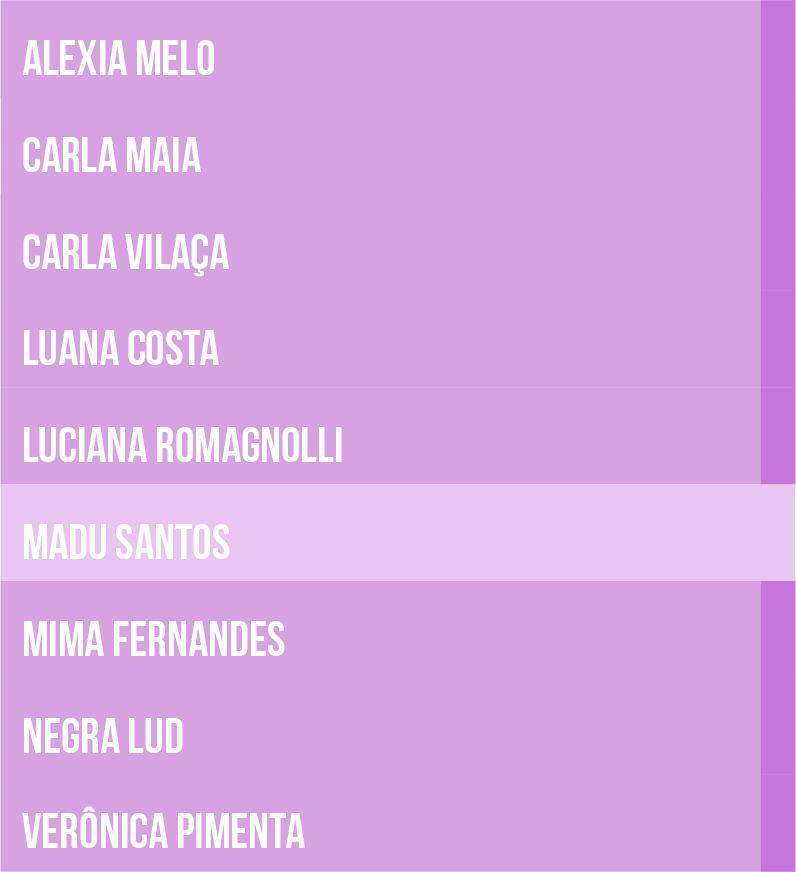 ALEXIA MELO
CARLA MAIA
CARLA VILAÇA
LUANA COSTA
LUCIANA ROMAGNOLLI
MADU SANTOS
MIMA FERNANDES
NEGRA LUD
VERÔNICA PIMENTA